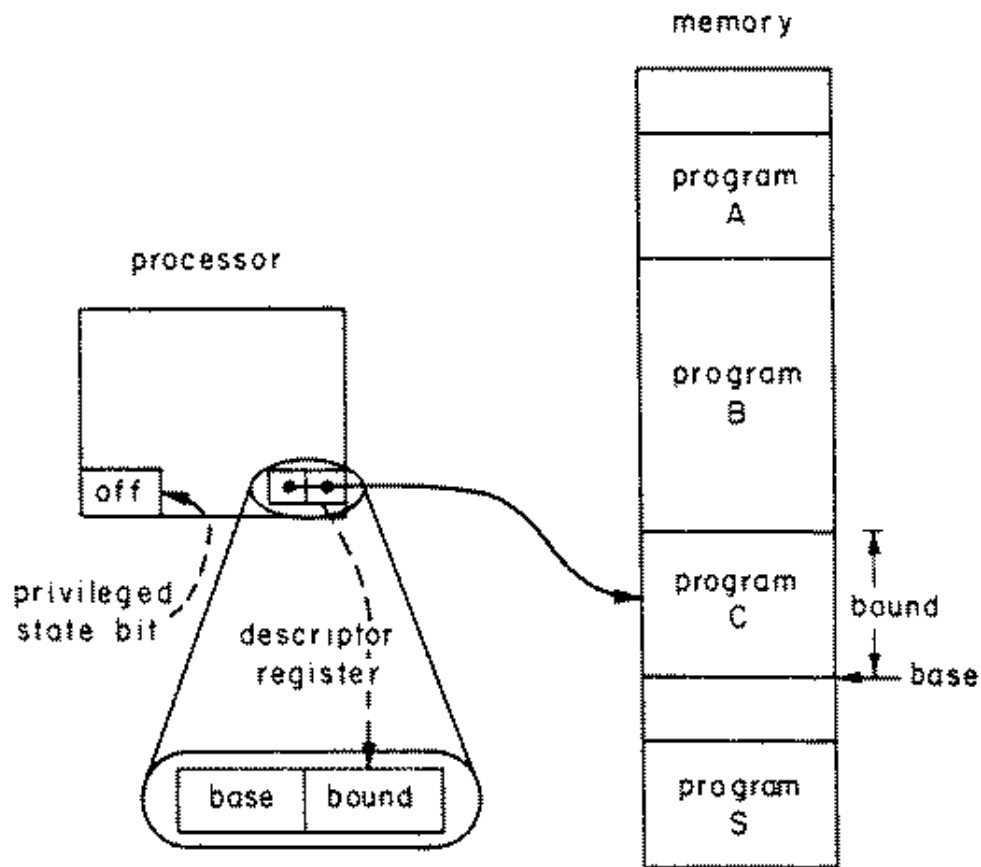 memory
program
A
processor
program
B
off
program
C
bound
privileged
state bit
descriptor
register
base
base
bound
program
S